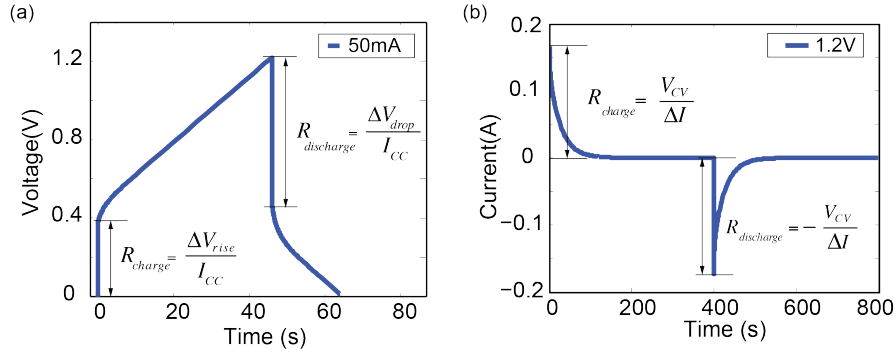 (a)
50mA
1.2
0.8
0.4
0
Voltage(V)
R_discharge = ΔV_drop / I_CC
R_charge = ΔV_rise / I_CC
0 20 40 60 80
Time (s)
(b)
1.2V
0.2
0.1
0
−0.1
−0.2
Current(A)
R_charge = V_CV / ΔI
R_discharge = − V_CV / ΔI
0 200 400 600 800
Time (s)